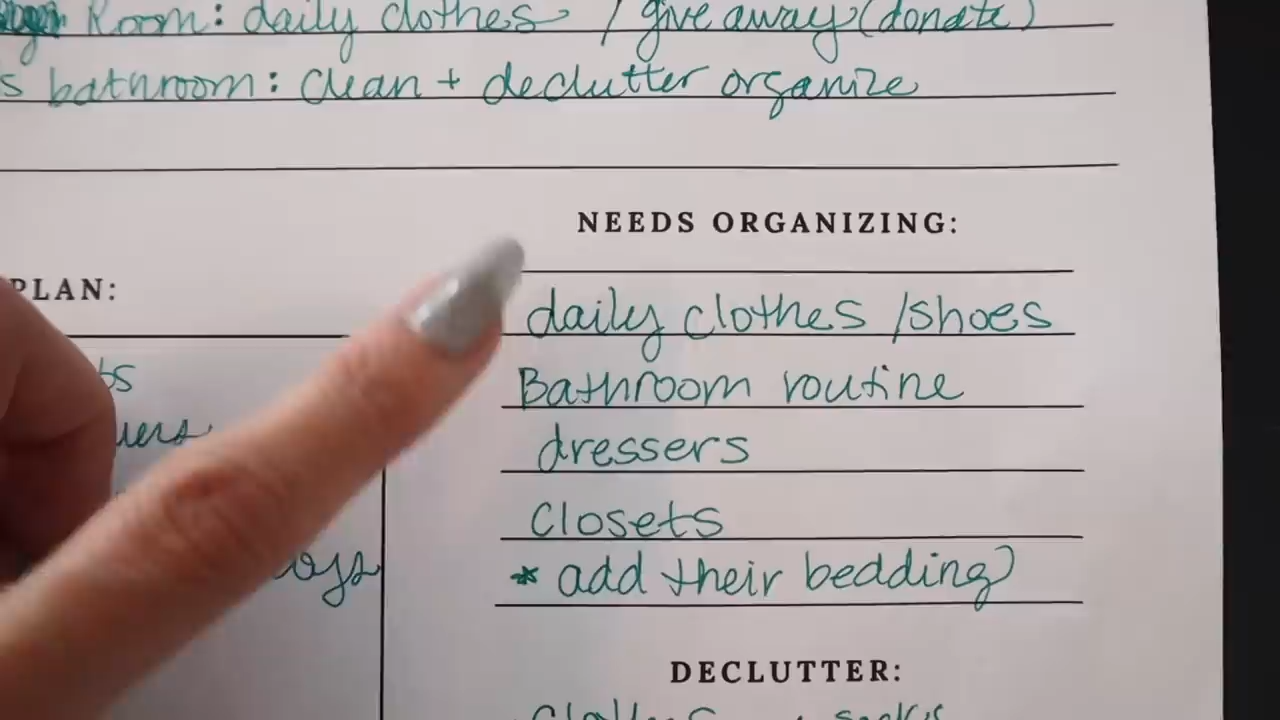 Room: daily clothes / give away (donate)
s bathroom: Clean + declutter organize
NEEDS ORGANIZING:
PLAN:
daily clothes /shoes
ts
Bathroom routine
dressers
Closets
* add their bedding
DECLUTTER: